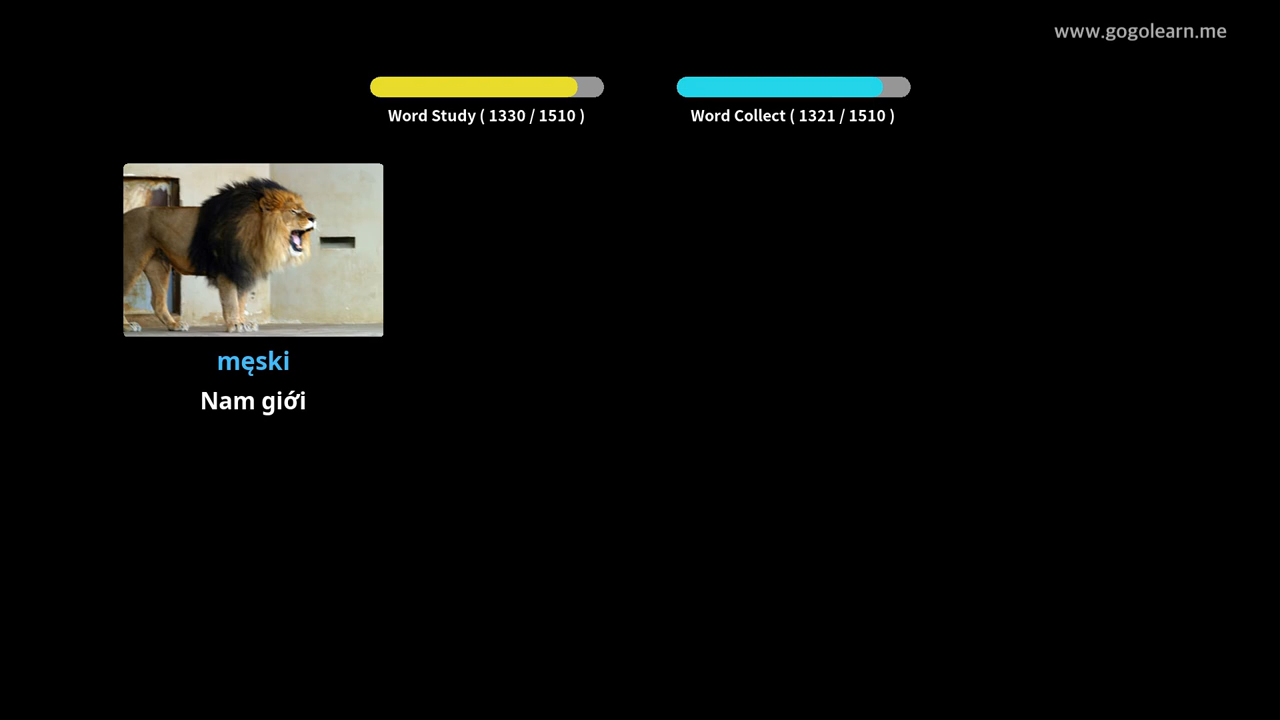 www.gogolearn.me
Word Study ( 1330 / 1510 )
Word Collect ( 1321 / 1510 )
męski
Nam giới